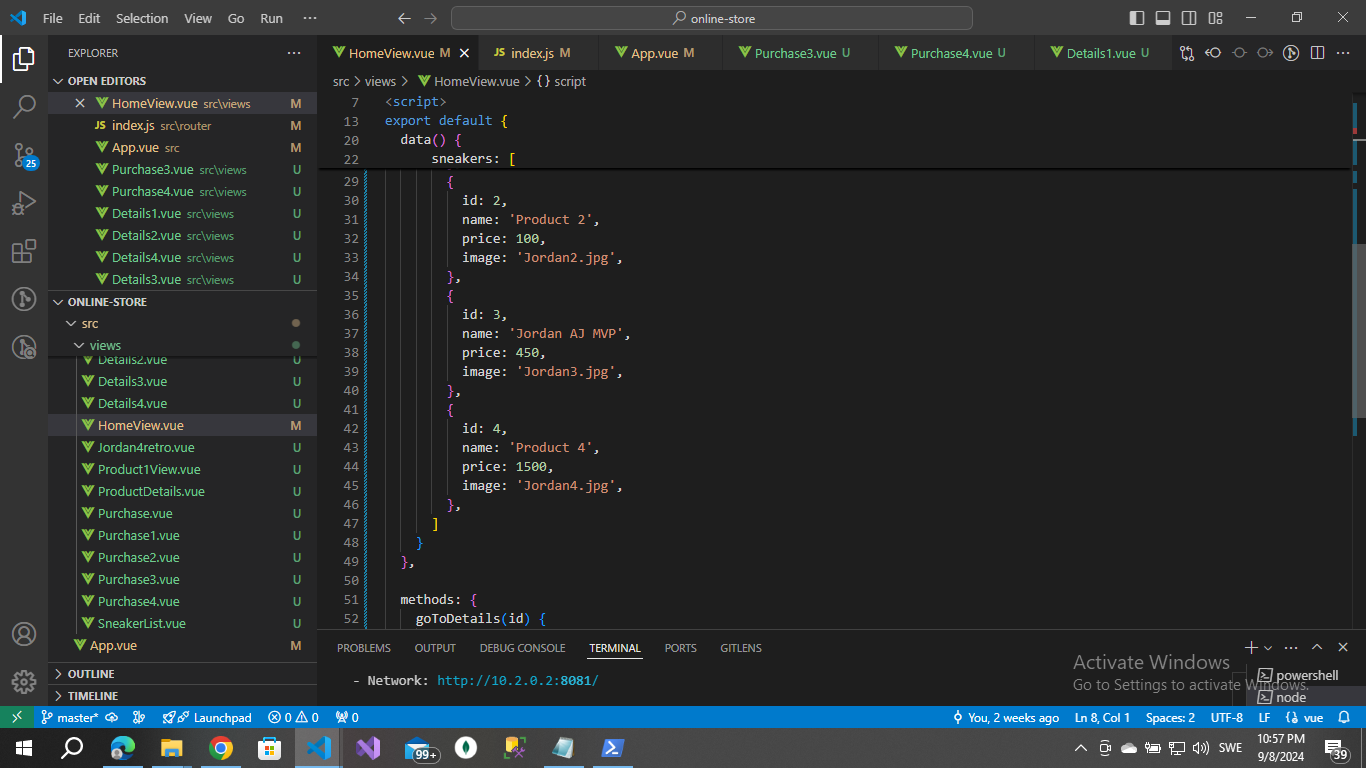 File Edit Selection View Go Run ··· online-store
EXPLORER ···
OPEN EDITORS
HomeView.vue src\views M
JS index.js src\router M
App.vue src M
Purchase3.vue src\views U
Purchase4.vue src\views U
Details1.vue src\views U
Details2.vue src\views U
Details4.vue src\views U
Details3.vue src\views U
ONLINE-STORE
src
views
Details2.vue U
Details3.vue U
Details4.vue U
HomeView.vue M
Jordan4retro.vue U
Product1View.vue U
ProductDetails.vue U
Purchase.vue U
Purchase1.vue U
Purchase2.vue U
Purchase3.vue U
Purchase4.vue U
SneakerList.vue U
App.vue M
OUTLINE
TIMELINE
25
HomeView.vue M JS index.js M App.vue M Purchase3.vue U Purchase4.vue U Details1.vue U ···
src > views > HomeView.vue > {} script
7 <script>
13 export default {
20 data() {
22 sneakers: [
29 {
30 id: 2,
31 name: 'Product 2',
32 price: 100,
33 image: 'Jordan2.jpg',
34 },
35 {
36 id: 3,
37 name: 'Jordan AJ MVP',
38 price: 450,
39 image: 'Jordan3.jpg',
40 },
41 {
42 id: 4,
43 name: 'Product 4',
44 price: 1500,
45 image: 'Jordan4.jpg',
46 },
47 ]
48 }
49 },
50
51 methods: {
52 goToDetails(id) {
PROBLEMS OUTPUT DEBUG CONSOLE TERMINAL PORTS GITLENS
- Network: http://10.2.0.2:8081/
powershell
node
Activate Windows
Go to Settings to activate Windows.
master* Launchpad 0 0 0 You, 2 weeks ago Ln 8, Col 1 Spaces: 2 UTF-8 LF {} vue
99+ SWE 10:57 PM
9/8/2024
39